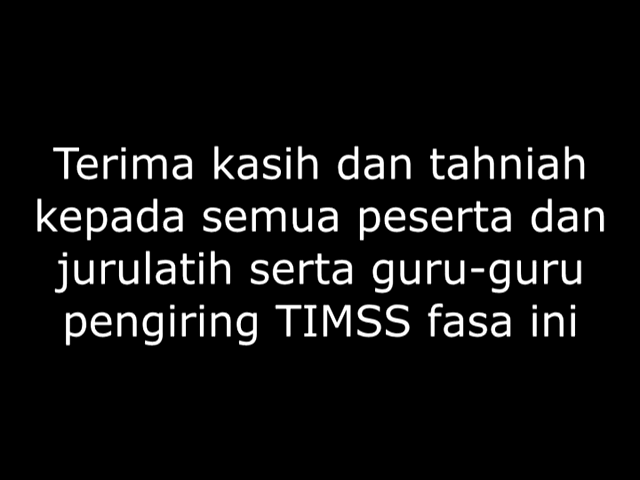 Terima kasih dan tahniah
kepada semua peserta dan
jurulatih serta guru-guru
pengiring TIMSS fasa ini